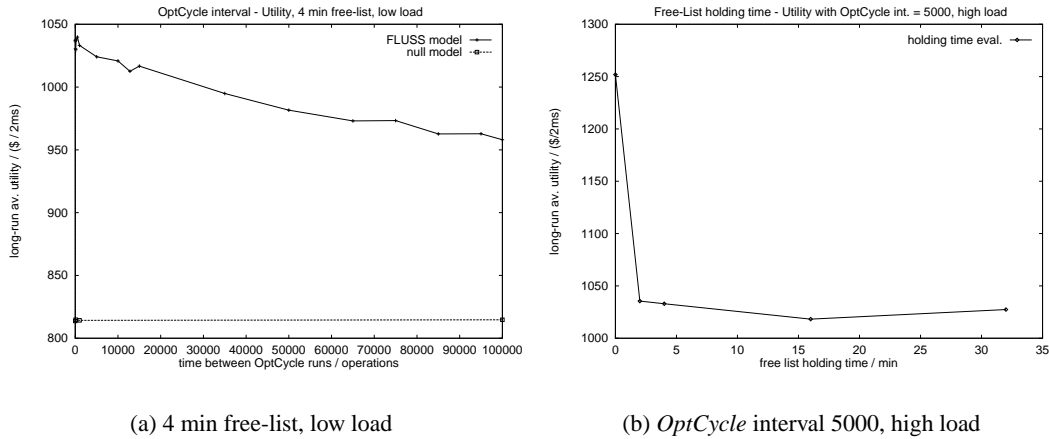 OptCycle interval - Utility, 4 min free-list, low load
1050
1000
950
900
850
800
long-run av. utility / ($ / 2ms)
FLUSS model
null model
0 10000 20000 30000 40000 50000 60000 70000 80000 90000 100000
time between OptCycle runs / operations
(a) 4 min free-list, low load
Free-List holding time - Utility with OptCycle int. = 5000, high load
1300
1250
1200
1150
1100
1050
1000
long-run av. utility / ($/2ms)
holding time eval.
0 5 10 15 20 25 30 35
free list holding time / min
(b) OptCycle interval 5000, high load